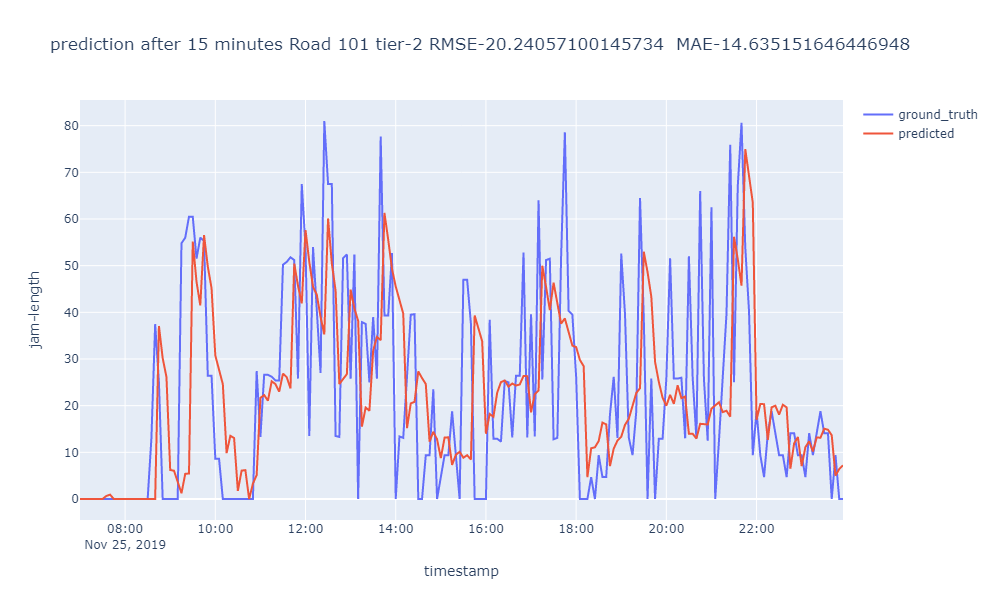 prediction after 15 minutes Road 101 tier-2 RMSE-20.24057100145734  MAE-14.635151646446948
ground_truth
predicted
80
70
60
50
40
30
20
10
0
jam-length
08:00 10:00 12:00 14:00 16:00 18:00 20:00 22:00
Nov 25, 2019
timestamp